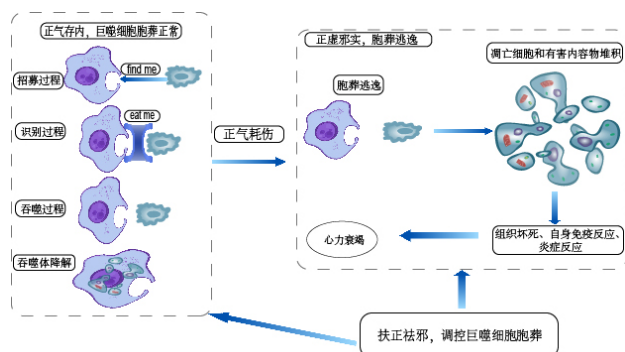 正气存内，巨噬细胞胞葬正常
招募过程
find me
识别过程
eat me
吞噬过程
吞噬体降解
正气耗伤
正虚邪实，胞葬逃逸
胞葬逃逸
凋亡细胞和有害内容物堆积
组织坏死、自身免疫反应、
炎症反应
心力衰竭
扶正祛邪，调控巨噬细胞胞葬